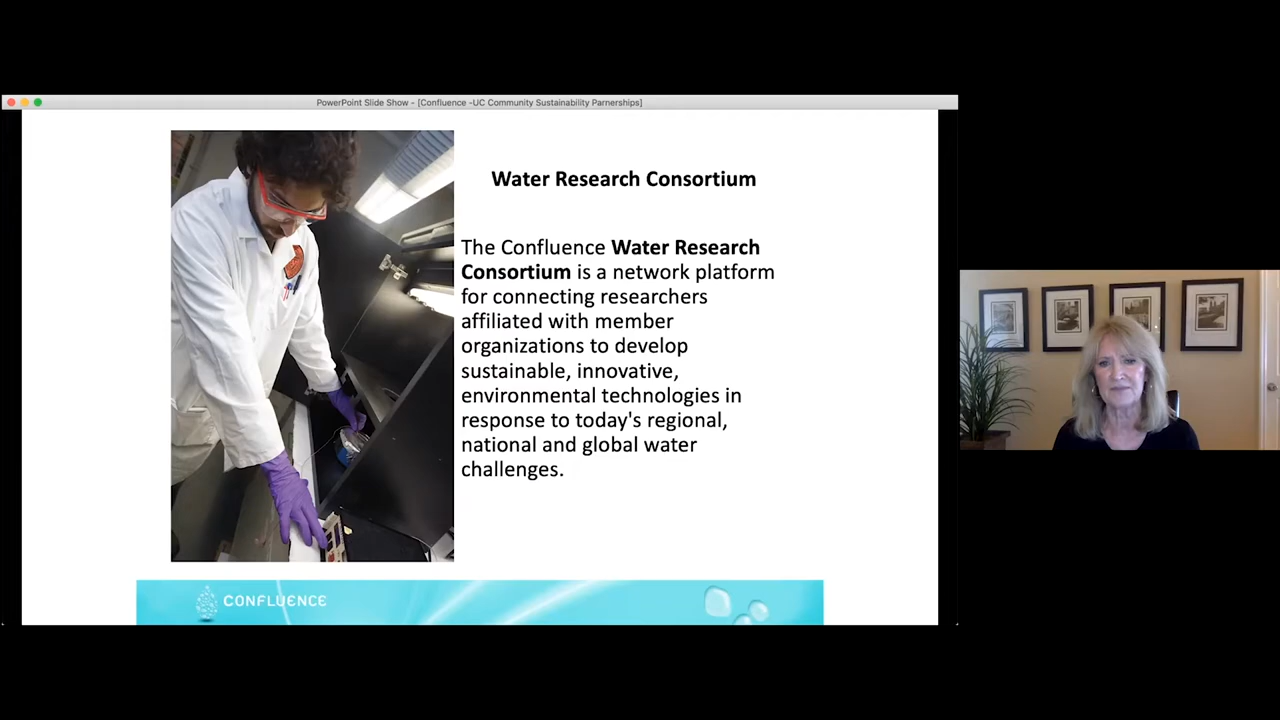 PowerPoint Slide Show - [Confluence -UC Community Sustainability Parnerships]
Water Research Consortium
The Confluence Water Research
Consortium is a network platform
for connecting researchers
affiliated with member
organizations to develop
sustainable, innovative,
environmental technologies in
response to today's regional,
national and global water
challenges.
CONFLUENCE